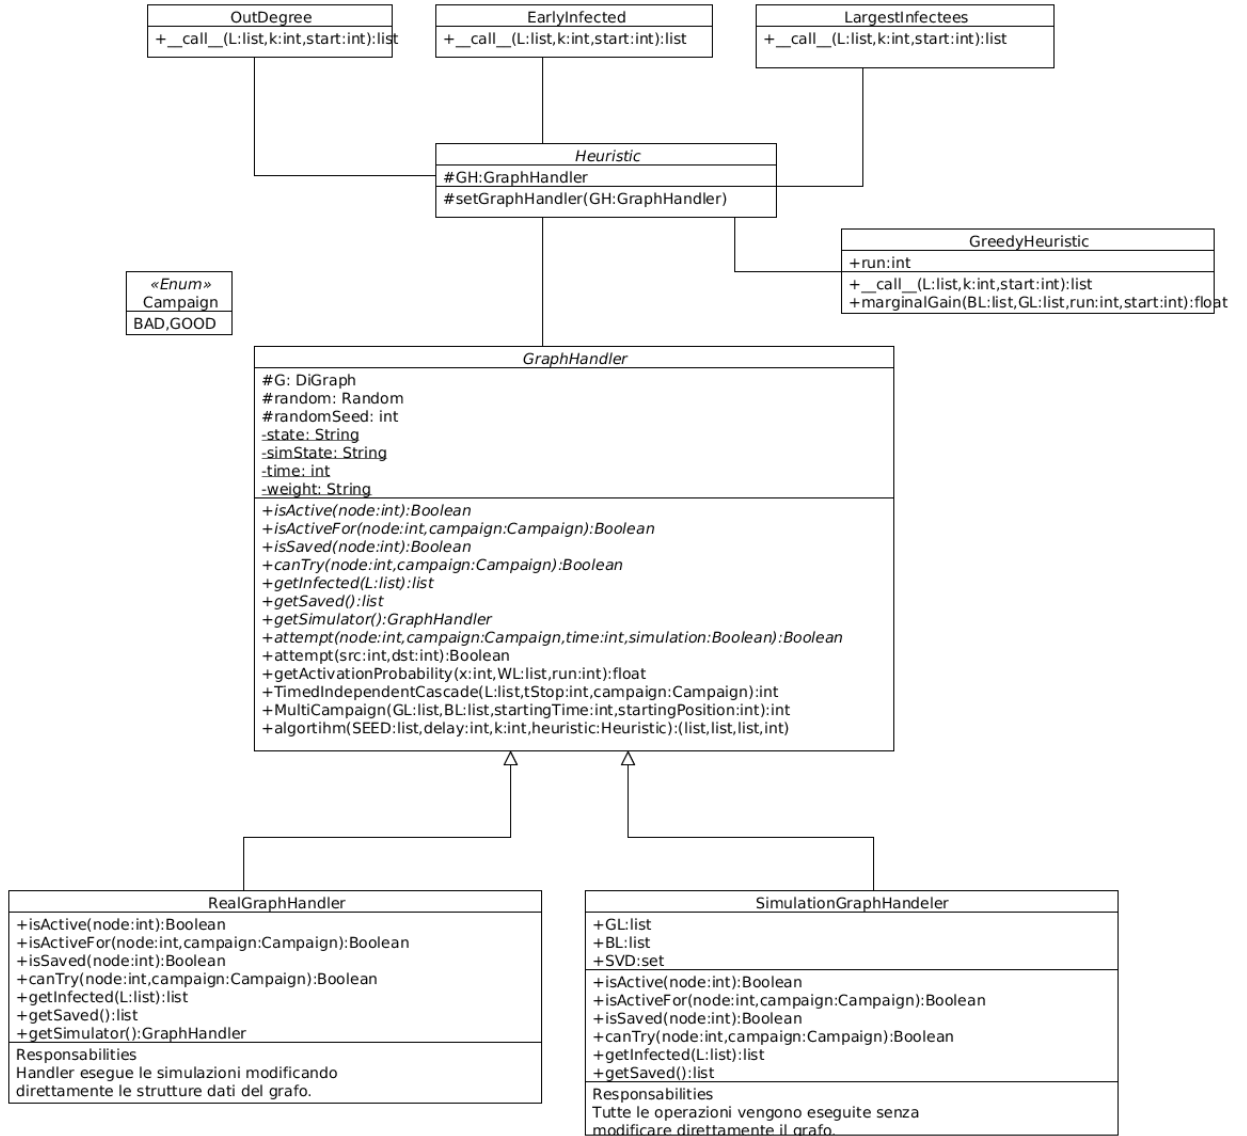 OutDegree
+__call__(L:list,k:int,start:int):list
EarlyInfected
+__call__(L:list,k:int,start:int):list
LargestInfectees
+__call__(L:list,k:int,start:int):list
Heuristic
#GH:GraphHandler
#setGraphHandler(GH:GraphHandler)
GreedyHeuristic
+run:int
+__call__(L:list,k:int,start:int):list
+marginalGain(BL:list,GL:list,run:int,start:int):float
«Enum»
Campaign
BAD,GOOD
GraphHandler
#G: DiGraph
#random: Random
#randomSeed: int
-state: String
-simState: String
-time: int
-weight: String
+isActive(node:int):Boolean
+isActiveFor(node:int,campaign:Campaign):Boolean
+isSaved(node:int):Boolean
+canTry(node:int,campaign:Campaign):Boolean
+getInfected(L:list):list
+getSaved():list
+getSimulator():GraphHandler
+attempt(node:int,campaign:Campaign,time:int,simulation:Boolean):Boolean
+attempt(src:int,dst:int):Boolean
+getActivationProbability(x:int,WL:list,run:int):float
+TimedIndependentCascade(L:list,tStop:int,campaign:Campaign):int
+MultiCampaign(GL:list,BL:list,startingTime:int,startingPosition:int):int
+algortihm(SEED:list,delay:int,k:int,heuristic:Heuristic):(list,list,list,int)
RealGraphHandler
+isActive(node:int):Boolean
+isActiveFor(node:int,campaign:Campaign):Boolean
+isSaved(node:int):Boolean
+canTry(node:int,campaign:Campaign):Boolean
+getInfected(L:list):list
+getSaved():list
+getSimulator():GraphHandler
Responsabilities
Handler esegue le simulazioni modificando
direttamente le strutture dati del grafo.
SimulationGraphHandeler
+GL:list
+BL:list
+SVD:set
+isActive(node:int):Boolean
+isActiveFor(node:int,campaign:Campaign):Boolean
+isSaved(node:int):Boolean
+canTry(node:int,campaign:Campaign):Boolean
+getInfected(L:list):list
+getSaved():list
Responsabilities
Tutte le operazioni vengono eseguite senza
modificare direttamente il grafo.